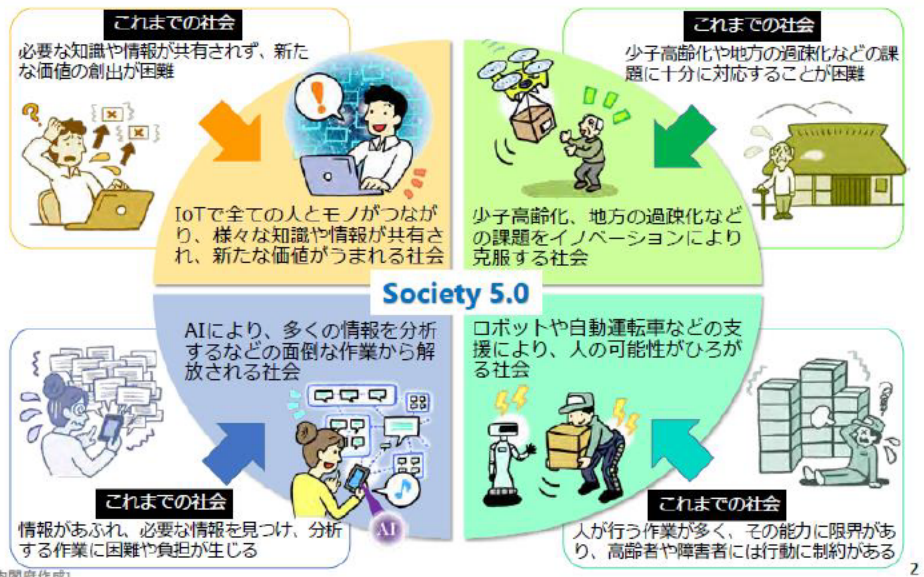 これまでの社会
必要な知識や情報が共有されず、新た
な価値の創出が困難
これまでの社会
少子高齢化や地方の過疎化などの課
題に十分に対応することが困難
IoTで全ての人とモノがつなが
り、様々な知識や情報が共有さ
れ、新たな価値がうまれる社会
少子高齢化、地方の過疎化など
の課題をイノベーションにより
克服する社会
Society 5.0
AIにより、多くの情報を分析
するなどの面倒な作業から解
放される社会
ロボットや自動運転車などの支
援により、人の可能性がひろが
る社会
AI
これまでの社会
情報があふれ、必要な情報を見つけ、分析
する作業に困難や負担が生じる
これまでの社会
人が行う作業が多く、その能力に限界があ
り、高齢者や障害者には行動に制約がある
2